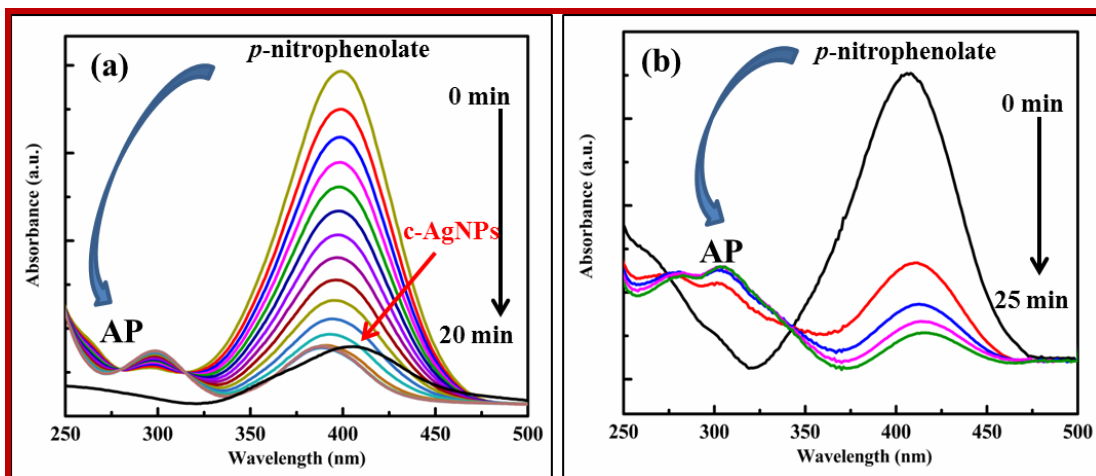 (a)
p-nitrophenolate
0 min
c-AgNPs
20 min
AP
Absorbance (a.u.)
250 300 350 400 450 500
Wavelength (nm)
(b)
p-nitrophenolate
0 min
AP
25 min
Absorbance (a.u.)
250 300 350 400 450 500
Wavelength (nm)